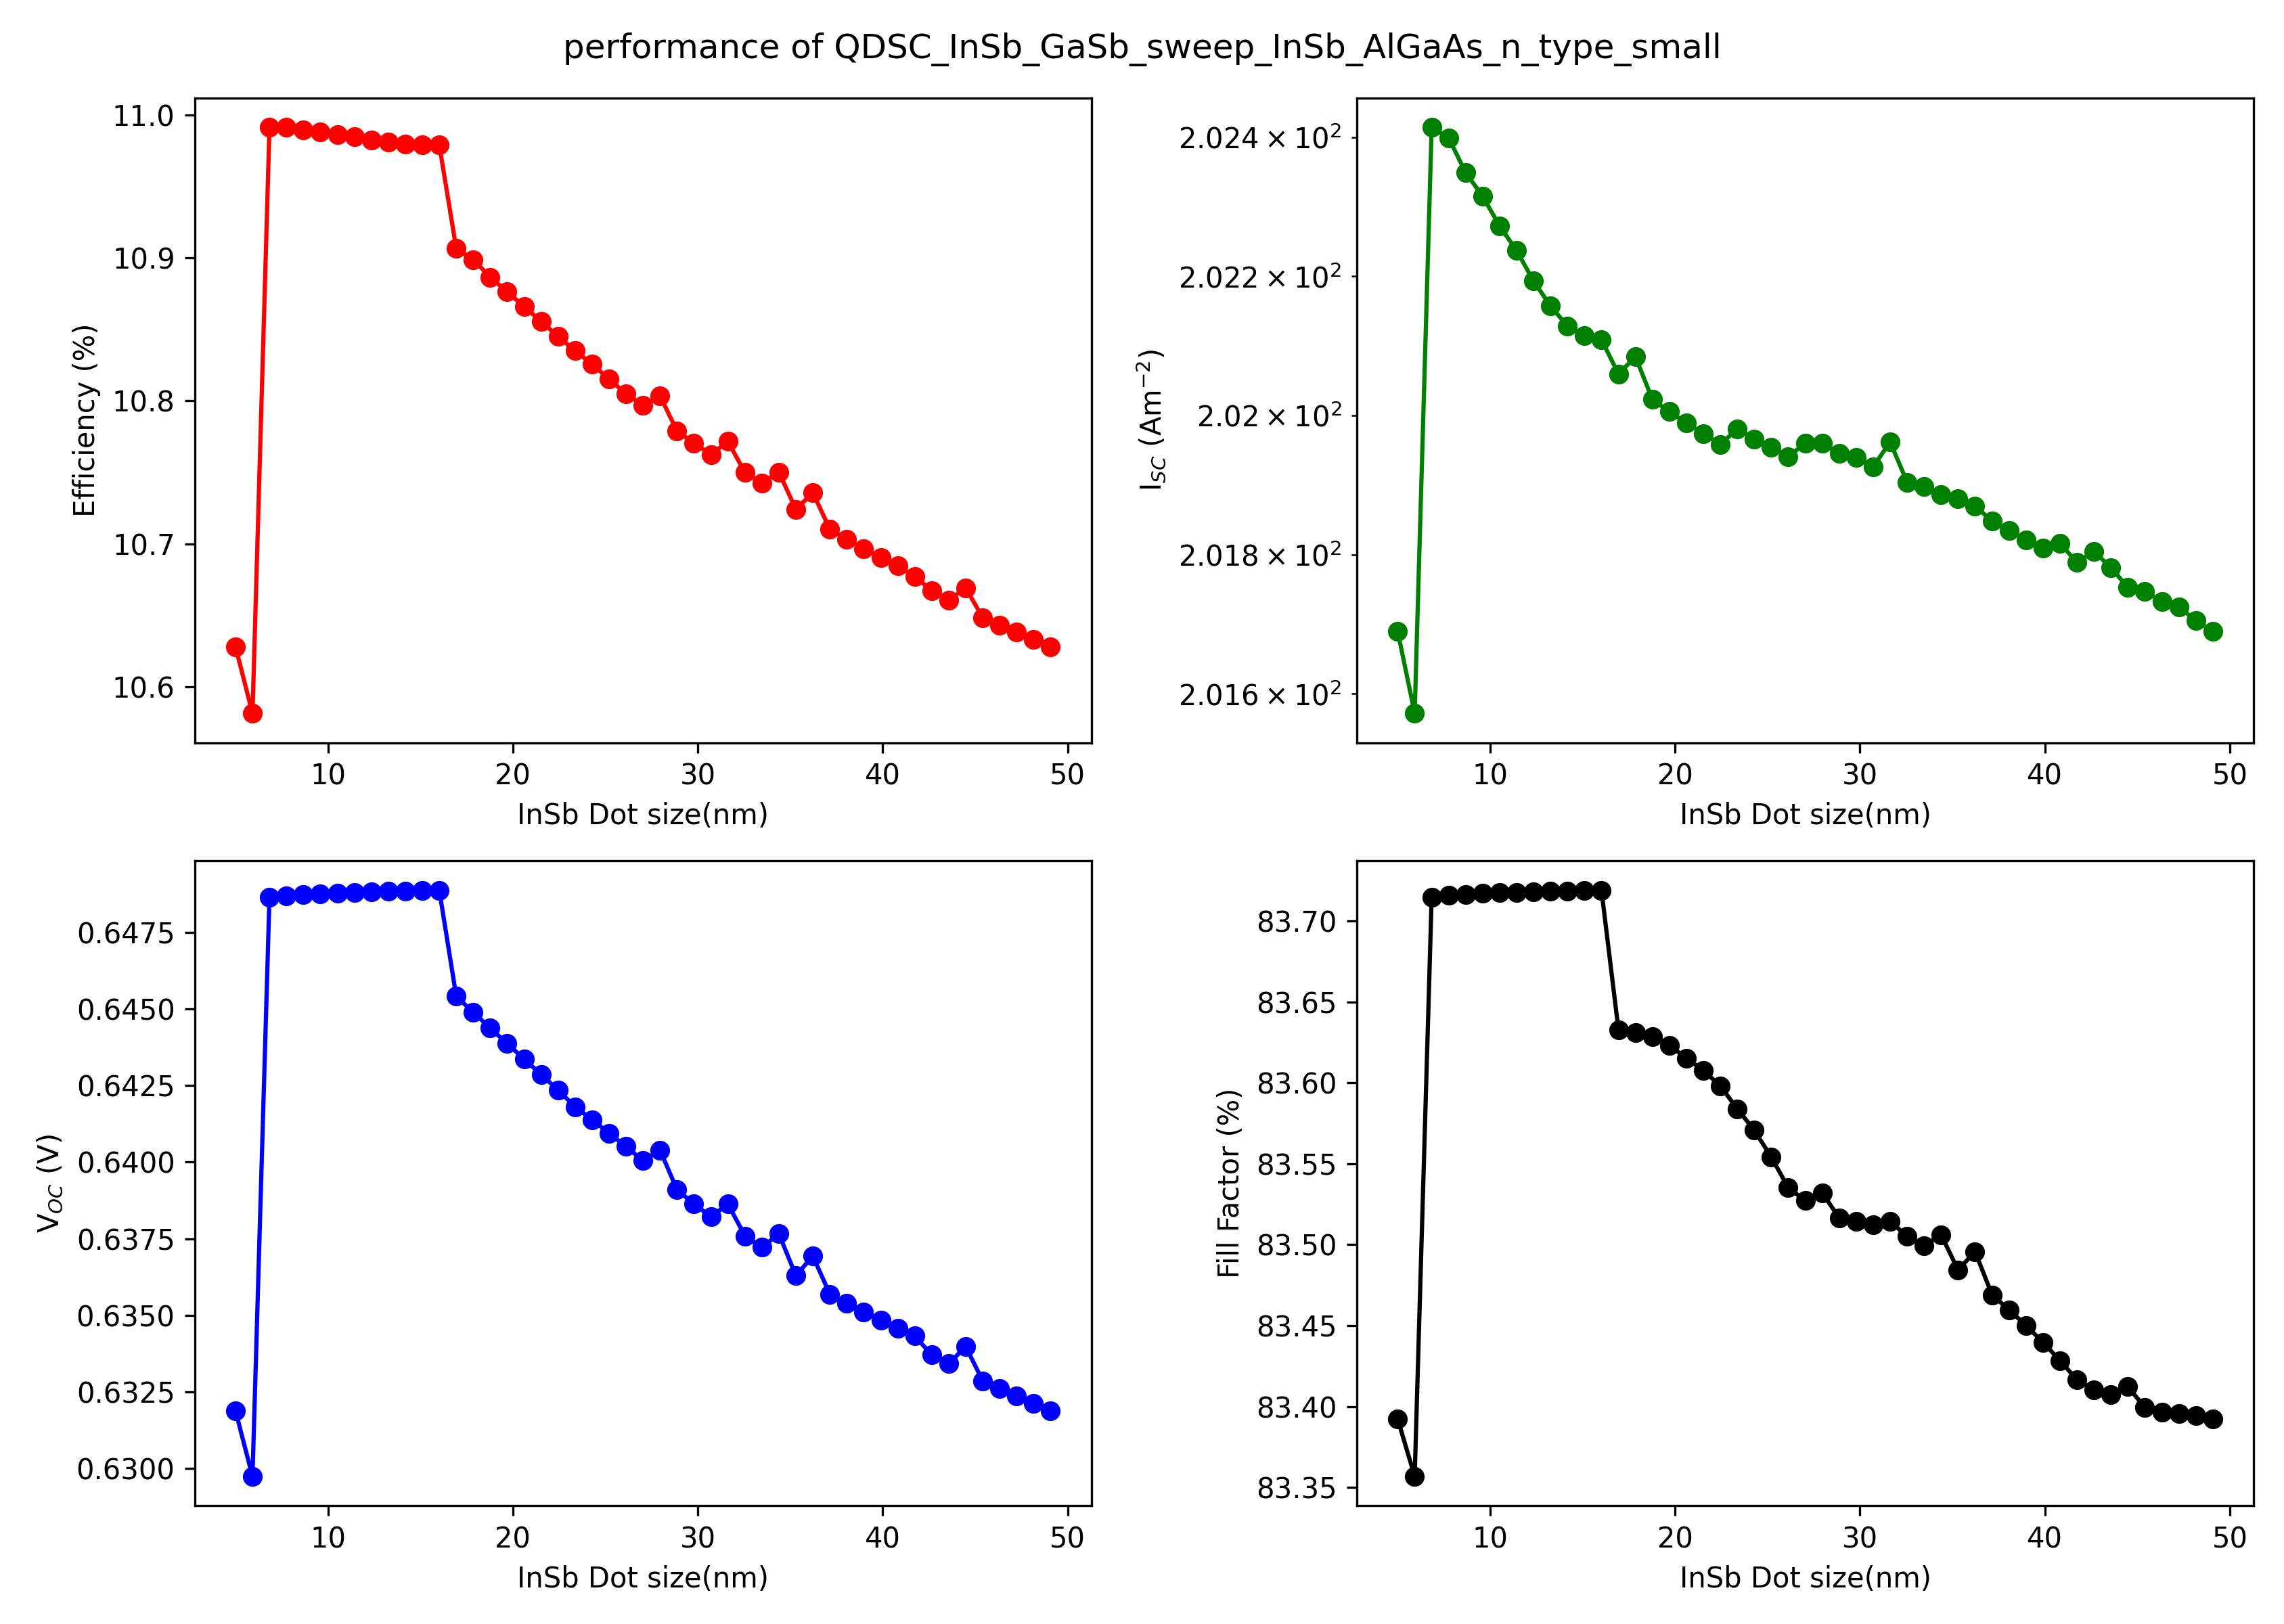 performance of QDSC_InSb_GaSb_sweep_InSb_AlGaAs_n_type_small
11.0
10.9
10.8
10.7
10.6
Efficiency (%)
10 20 30 40 50
InSb Dot size(nm)
2.024 × 10²
2.022 × 10²
2.02 × 10²
2.018 × 10²
2.016 × 10²
I_SC (Am⁻²)
10 20 30 40 50
InSb Dot size(nm)
0.6475
0.6450
0.6425
0.6400
0.6375
0.6350
0.6325
0.6300
V_OC (V)
10 20 30 40 50
InSb Dot size(nm)
83.70
83.65
83.60
83.55
83.50
83.45
83.40
83.35
Fill Factor (%)
10 20 30 40 50
InSb Dot size(nm)